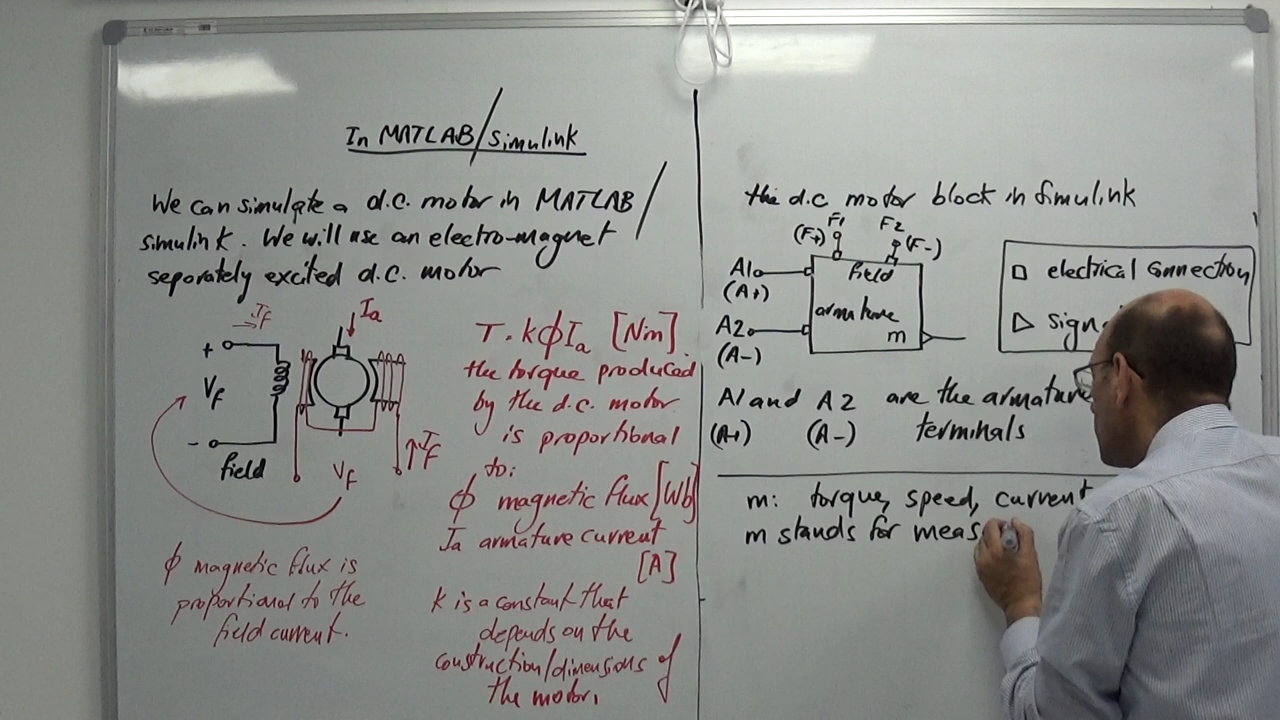 In MATLAB/Simulink
We can simulate a d.c. motor in MATLAB/
Simulink. We will use an electro-magnet
separately excited d.c. motor
If
+
Vf
-
field
Ia
If
Vf
φ magnetic flux is
proportional to the
field current.
T. kφIa [Nm]
the torque produced
by the d.c. motor
is proportional
to:
φ magnetic flux [Wb]
Ia armature current
[A]
k is a constant that
depends on the
construction/dimensions of
the motor.
the d.c motor block in Simulink
F1 F2
(F+) (F-)
A1
(A+)
field
armature
A2
(A-)
m
□ electrical connection
▷
A1 and A2 are the armature
(A+) (A-) terminals
m: torque, speed, current
m stands for meas